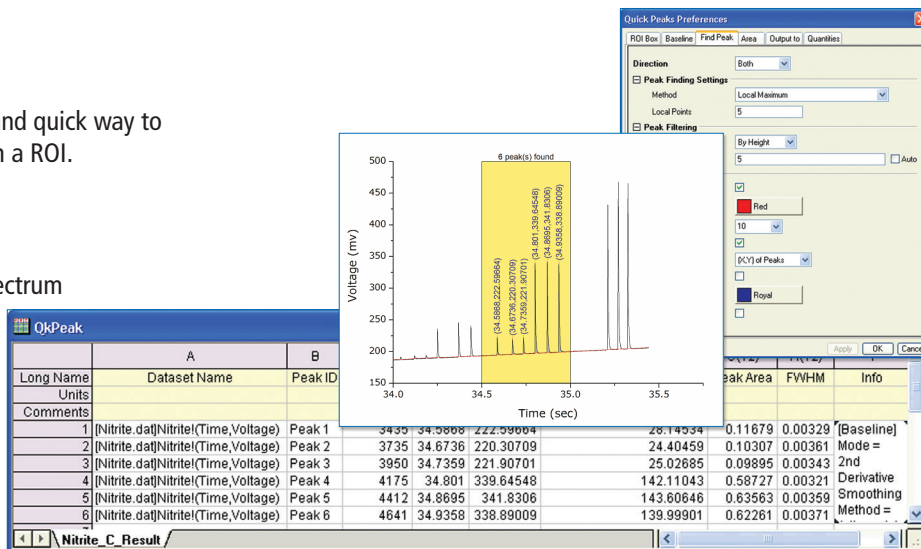 and quick way to
a ROI.
Quick Peaks Preferences
ROI Box Baseline Find Peak Area Output to Quantities
Direction Both
Peak Finding Settings
Method Local Maximum
Local Points 5
Peak Filtering
By Height
5 Auto
Red
10
(X,Y) of Peaks
Royal
Apply OK Cance
6 peak(s) found
500
450
400
350
300
250
200
150
Voltage (mv)
(34.5868,222.59664)
(34.6736,220.30709)
(34.7359,221.90701)
(34.801,339.64548)
(34.8695,341.8306)
(34.9358,338.89009)
34.0 34.5 35.0 35.5
Time (sec)
QkPeak
A B
Long Name Dataset Name Peak ID eak Area FWHM Info
Units
Comments
1 [Nitrite.dat]Nitrite!(Time,Voltage) Peak 1 3435 34.5868 222.59664 28.14534 0.11679 0.00329 [Baseline]
2 [Nitrite.dat]Nitrite!(Time,Voltage) Peak 2 3735 34.6736 220.30709 24.40459 0.10307 0.00361 Mode =
3 [Nitrite.dat]Nitrite!(Time,Voltage) Peak 3 3950 34.7359 221.90701 25.02685 0.09895 0.00343 2nd
4 [Nitrite.dat]Nitrite!(Time,Voltage) Peak 4 4175 34.801 339.64548 142.11043 0.58727 0.00321 Derivative
5 [Nitrite.dat]Nitrite!(Time,Voltage) Peak 5 4412 34.8695 341.8306 143.60646 0.63563 0.00359 Smoothing
6 [Nitrite.dat]Nitrite!(Time,Voltage) Peak 6 4641 34.9358 338.89009 139.99901 0.62261 0.00371 Method =
Nitrite_C_Result